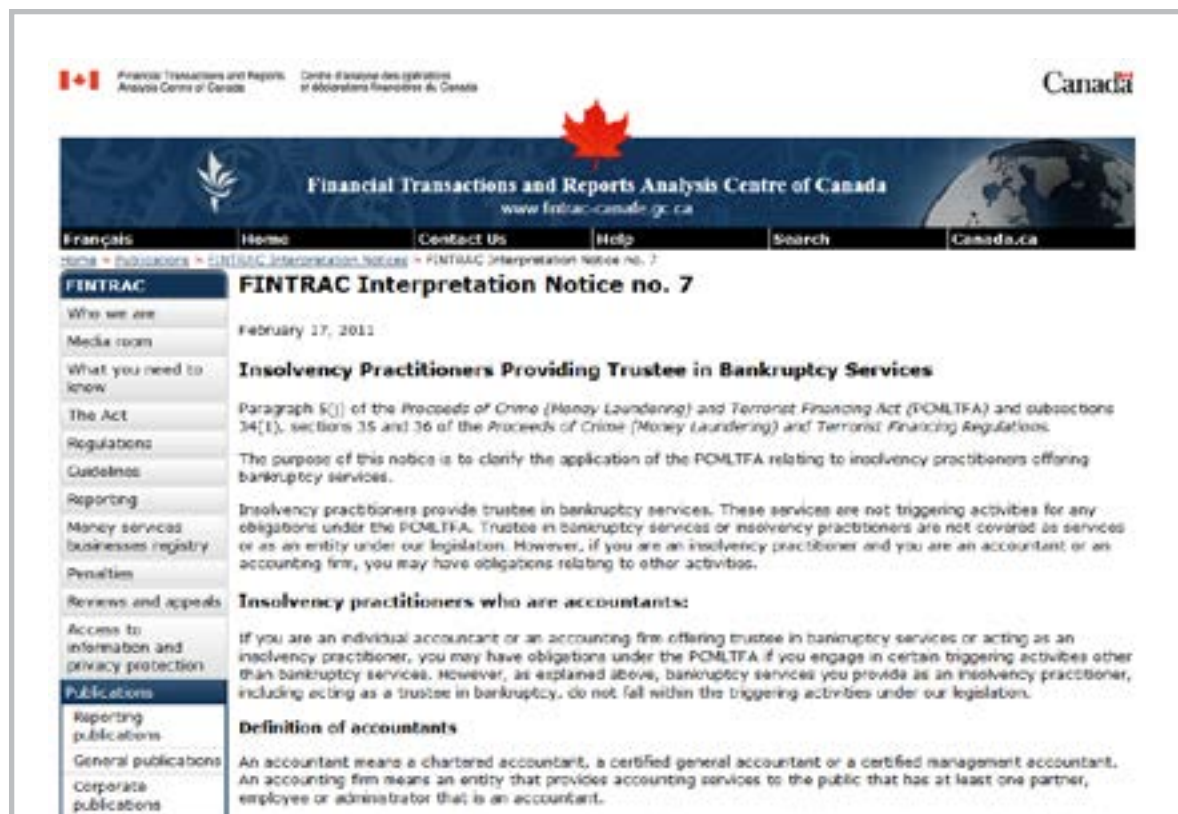 Financial Transactions and Reports
Analysis Centre of Canada
Centre d'analyse des opérations
et déclarations financières du Canada
Canada
Financial Transactions and Reports Analysis Centre of Canada
www.fintrac-canafe.gc.ca
Français Home Contact Us Help Search Canada.ca
Home > Publications > FINTRAC Interpretation Notices > FINTRAC Interpretation Notice no. 7
FINTRAC
Who we are
Media room
What you need to
know
The Act
Regulations
Guidelines
Reporting
Money services
businesses registry
Penalties
Reviews and appeals
Access to
information and
privacy protection
Publications
Reporting
publications
General publications
Corporate
publications
FINTRAC Interpretation Notice no. 7
February 17, 2011
Insolvency Practitioners Providing Trustee in Bankruptcy Services
Paragraph 5(j) of the Proceeds of Crime (Money Laundering) and Terrorist Financing Act (PCMLTFA) and subsections
34(1), sections 35 and 36 of the Proceeds of Crime (Money Laundering) and Terrorist Financing Regulations.
The purpose of this notice is to clarify the application of the PCMLTFA relating to insolvency practitioners offering
bankruptcy services.
Insolvency practitioners provide trustee in bankruptcy services. These services are not triggering activities for any
obligations under the PCMLTFA. Trustee in bankruptcy services or insolvency practitioners are not covered as services
or as an entity under our legislation. However, if you are an insolvency practitioner and you are an accountant or an
accounting firm, you may have obligations relating to other activities.
Insolvency practitioners who are accountants:
If you are an individual accountant or an accounting firm offering trustee in bankruptcy services or acting as an
insolvency practitioner, you may have obligations under the PCMLTFA if you engage in certain triggering activities other
than bankruptcy services. However, as explained above, bankruptcy services you provide as an insolvency practitioner,
including acting as a trustee in bankruptcy, do not fall within the triggering activities under our legislation.
Definition of accountants
An accountant means a chartered accountant, a certified general accountant or a certified management accountant.
An accounting firm means an entity that provides accounting services to the public that has at least one partner,
employee or administrator that is an accountant.